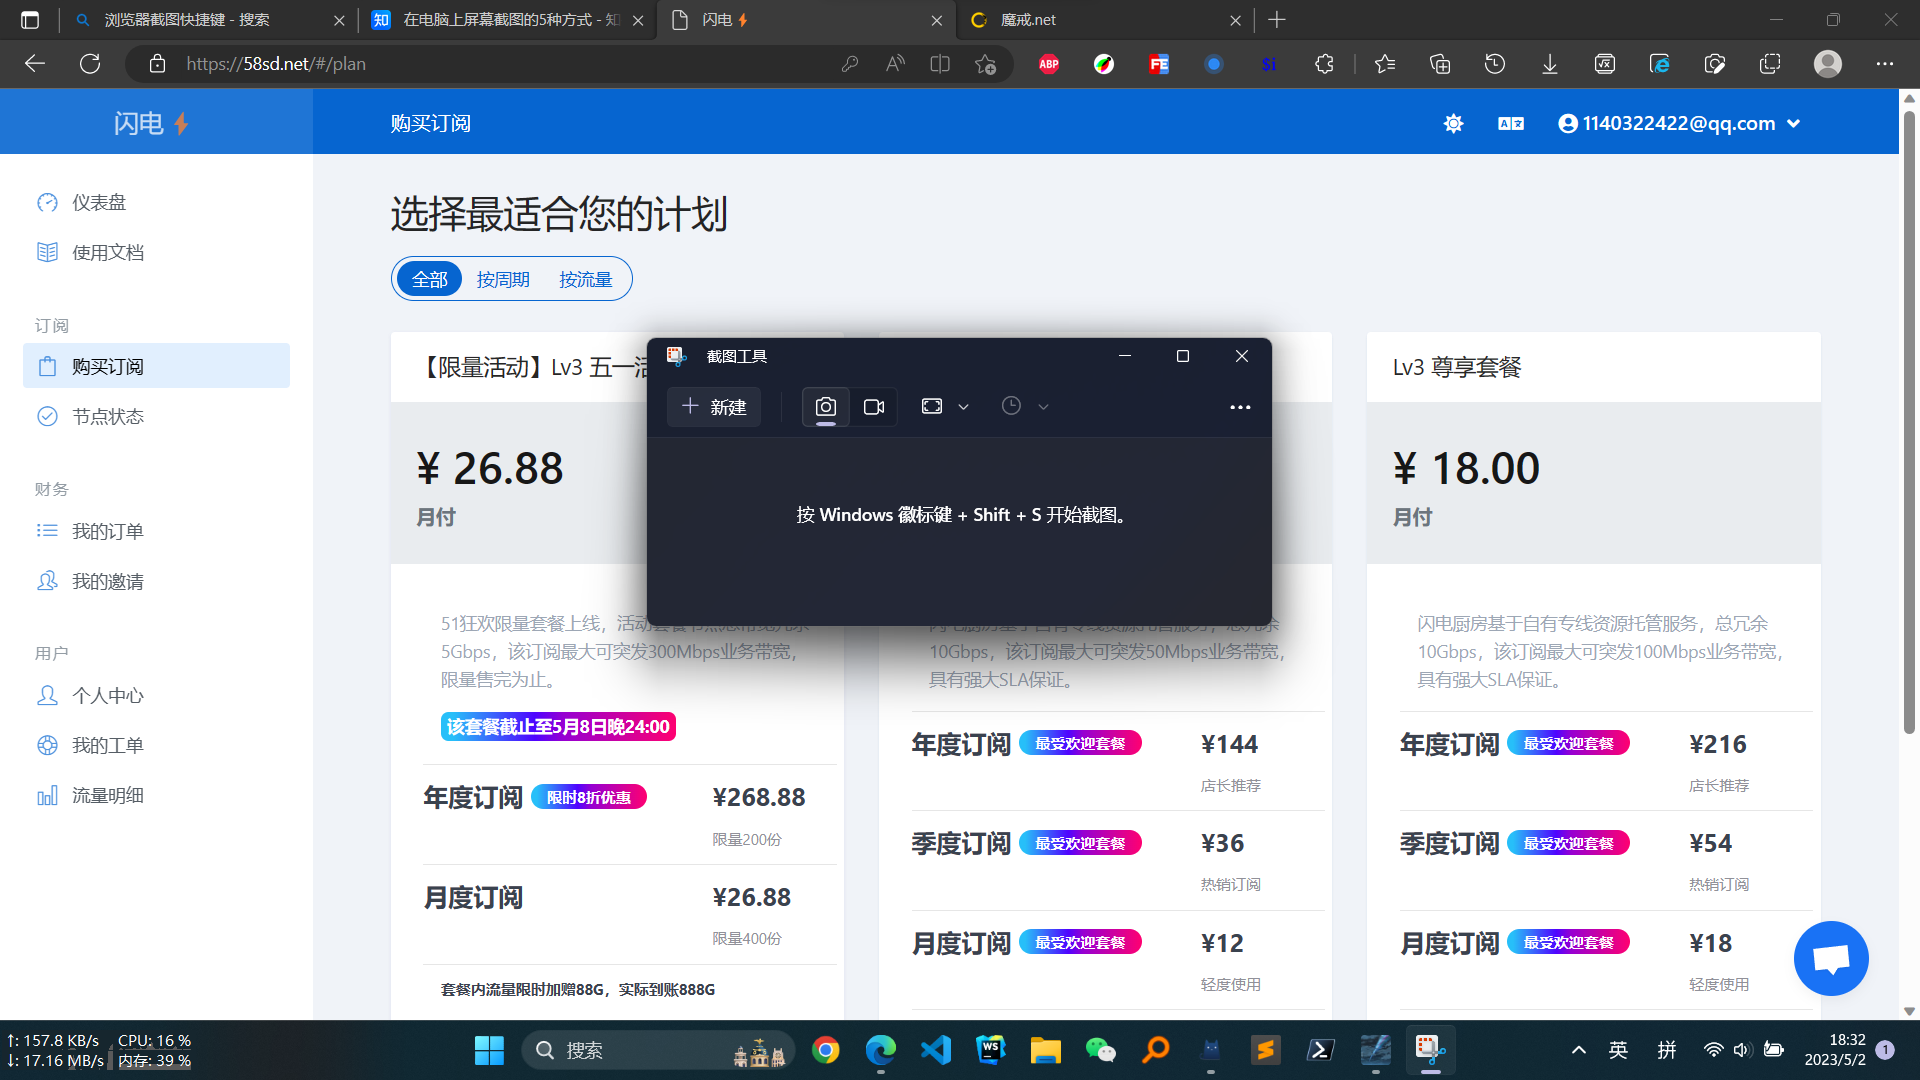 浏览器截图快捷键 - 搜索
知
在电脑上屏幕截图的5种方式 - 知
闪电
魔戒.net
https://58sd.net/#/plan
ABP
FE
$i
闪电
购买订阅
1140322422@qq.com
仪表盘
使用文档
订阅
购买订阅
节点状态
财务
我的订单
我的邀请
用户
个人中心
我的工单
流量明细
选择最适合您的计划
全部
按周期
按流量
【限量活动】Lv3 五一活
¥ 26.88
月付
51狂欢限量套餐上线，活动
5Gbps，该订阅最大可突发300Mbps业务带宽，
限量售完为止。
该套餐截止至5月8日晚24:00
年度订阅 限时8折优惠 ¥268.88
限量200份
月度订阅 ¥26.88
限量400份
套餐内流量限时加赠88G，实际到账888G
截图工具
新建
按 Windows 徽标键 + Shift + S 开始截图。
10Gbps，该订阅最大可突发50Mbps业务带宽，
具有强大SLA保证。
年度订阅 最受欢迎套餐 ¥144
店长推荐
季度订阅 最受欢迎套餐 ¥36
热销订阅
月度订阅 最受欢迎套餐 ¥12
轻度使用
Lv3 尊享套餐
¥ 18.00
月付
闪电厨房基于自有专线资源托管服务，总冗余
10Gbps，该订阅最大可突发100Mbps业务带宽，
具有强大SLA保证。
年度订阅 最受欢迎套餐 ¥216
店长推荐
季度订阅 最受欢迎套餐 ¥54
热销订阅
月度订阅 最受欢迎套餐 ¥18
轻度使用
↑: 157.8 KB/s CPU: 16 %
↓: 17.16 MB/s 内存: 39 %
搜索
WS
英
拼
18:32
2023/5/2
1